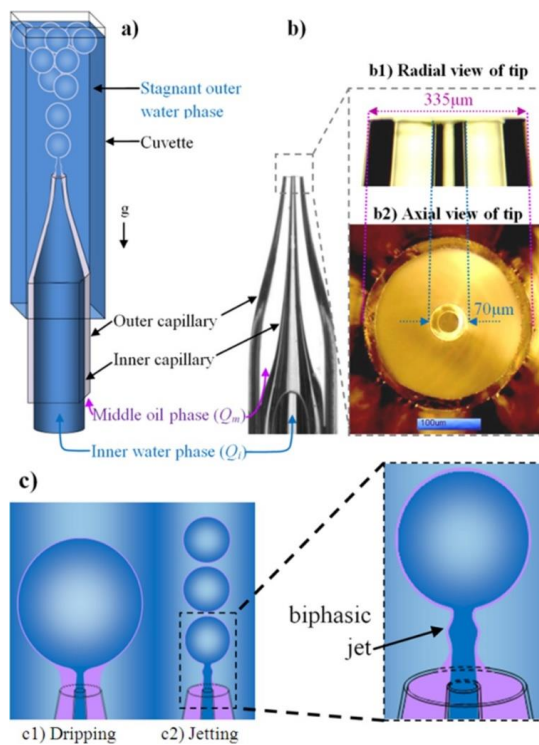 a)
Stagnant outer
water phase
Cuvette
g
Outer capillary
Inner capillary
Middle oil phase (Qm)
Inner water phase (Qi)
b)
b1) Radial view of tip
335μm
b2) Axial view of tip
70μm
100um
c)
biphasic
jet
c1) Dripping
c2) Jetting